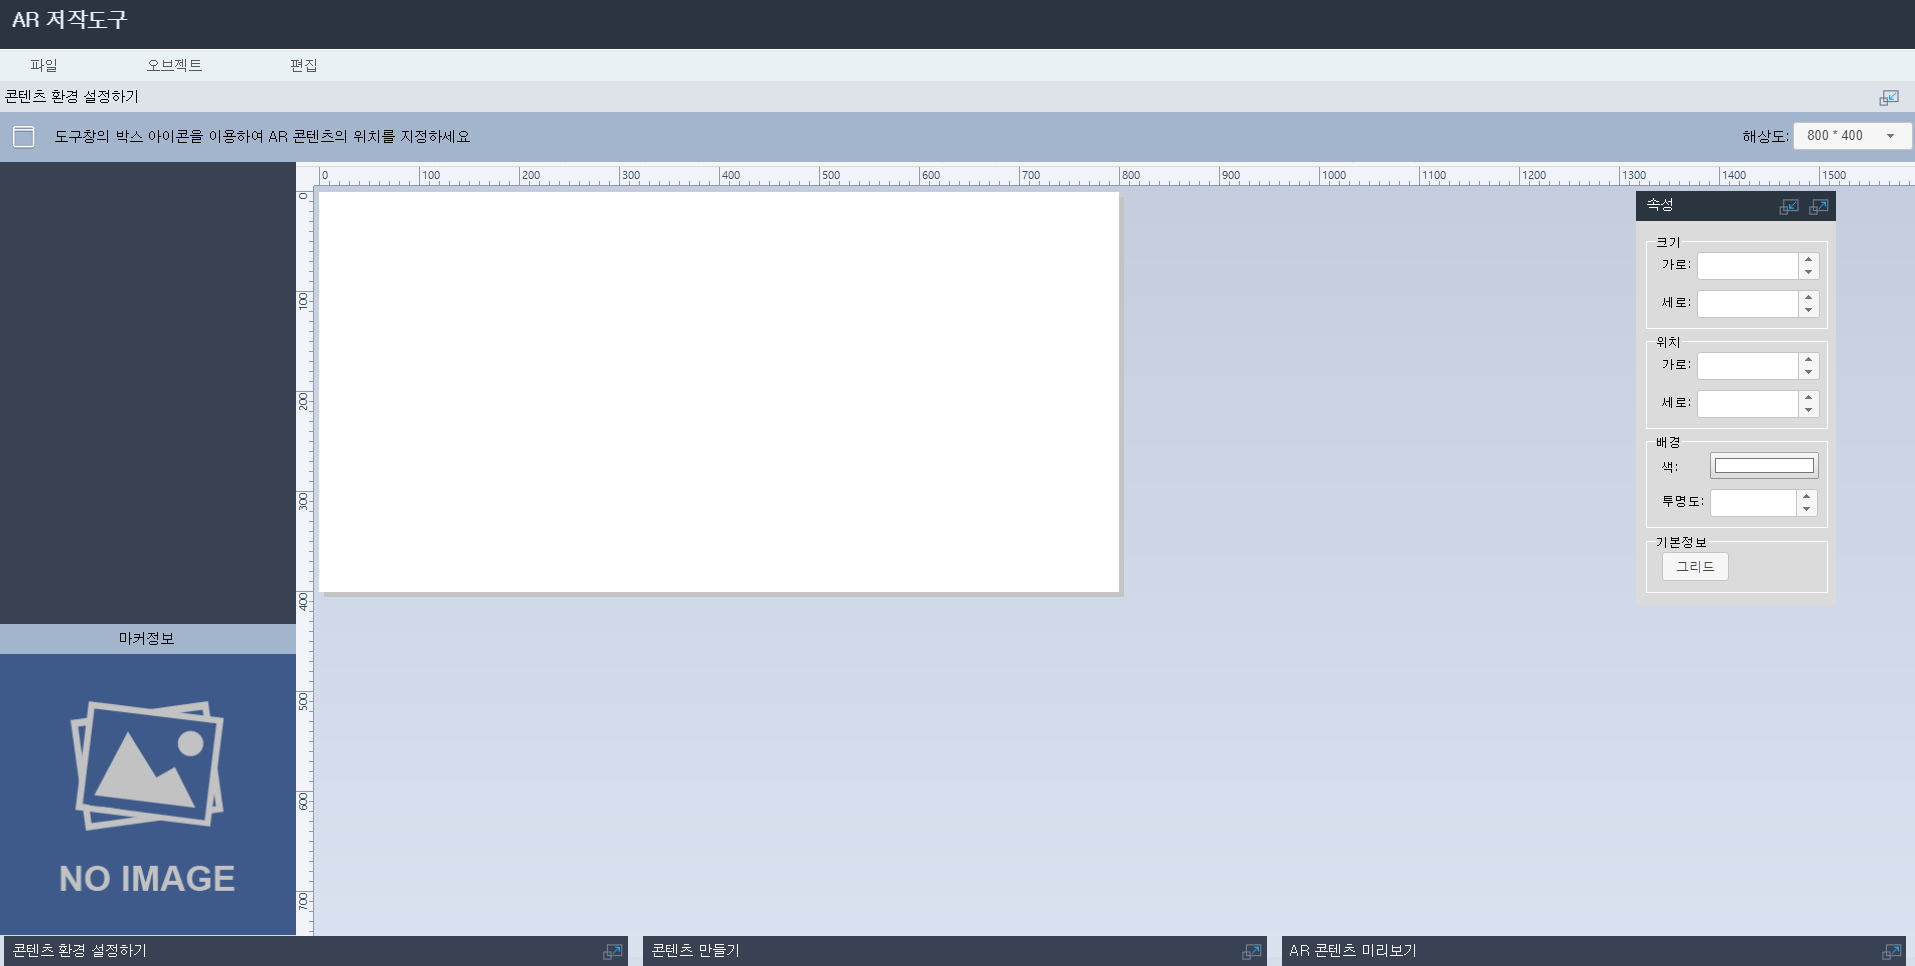 AR 저작도구
파일 오브젝트 편집
콘텐츠 환경 설정하기
도구창의 박스 아이콘을 이용하여 AR 콘텐츠의 위치를 지정하세요 해상도: 800 * 400
0 100 200 300 400 500 600 700 800 900 1000 1100 1200 1300 1400 1500
0
100
200
300
400
500
600
700
속성
크기
가로:
세로:
위치
가로:
세로:
배경
색:
투명도:
기본정보
그리드
마커정보
NO IMAGE
콘텐츠 환경 설정하기 콘텐츠 만들기 AR 콘텐츠 미리보기